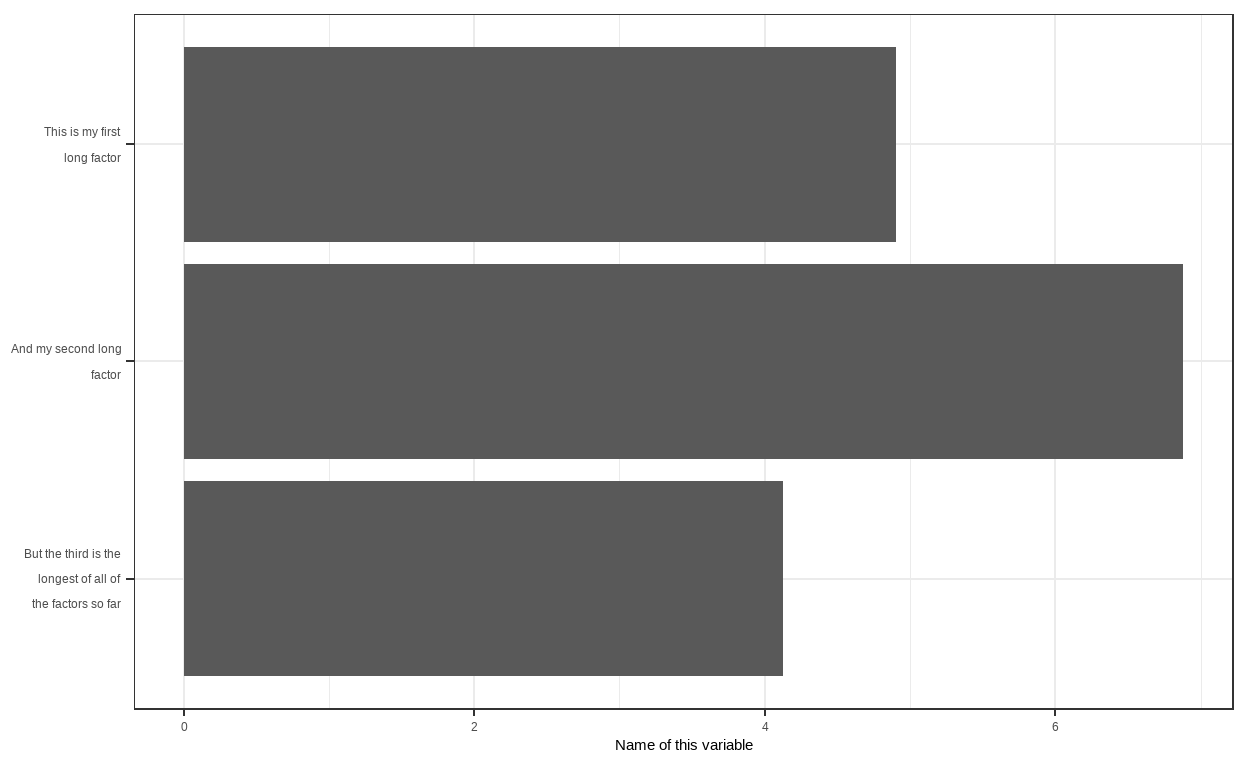 This is my first
long factor
And my second long
factor
But the third is the
longest of all of
the factors so far
0 2 4 6
Name of this variable